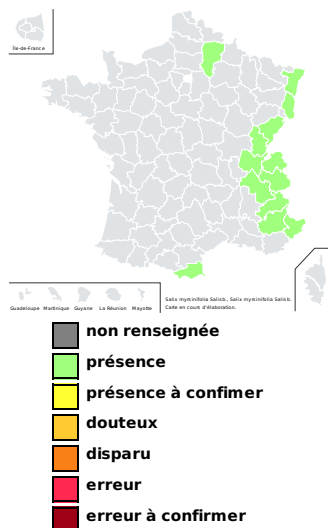 Île-de-France
Guadeloupe Martinique Guyane La Réunion Mayotte
Salix myrsinifolia Salisb., Salix myrsinifolia Salisb.
Carte en cours d'élaboration.
non renseignée
présence
présence à confimer
douteux
disparu
erreur
erreur à confirmer